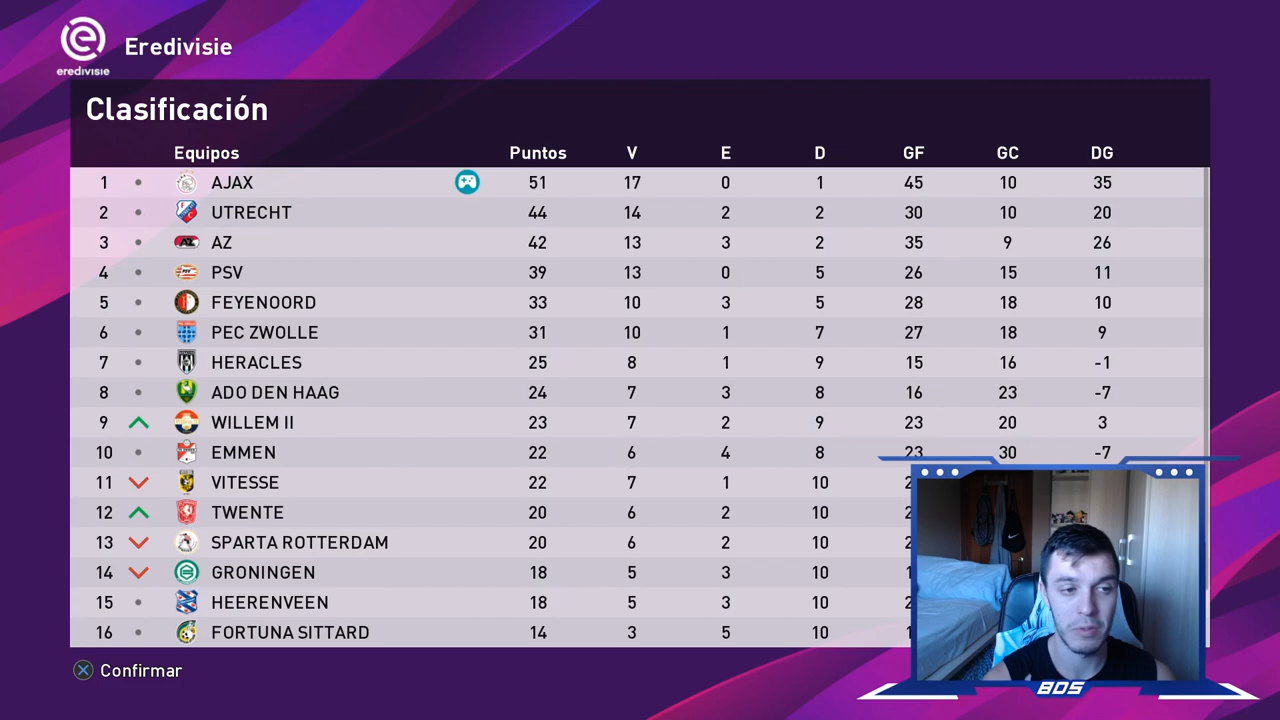 Eredivisie
eredivisie
Clasificación
Equipos Puntos V E D GF GC DG
1 AJAX 51 17 0 1 45 10 35
2 UTRECHT 44 14 2 2 30 10 20
3 AZ 42 13 3 2 35 9 26
4 PSV 39 13 0 5 26 15 11
5 FEYENOORD 33 10 3 5 28 18 10
6 PEC ZWOLLE 31 10 1 7 27 18 9
7 HERACLES 25 8 1 9 15 16 -1
8 ADO DEN HAAG 24 7 3 8 16 23 -7
9 WILLEM II 23 7 2 9 23 20 3
10 EMMEN 22 6 4 8 23 30 -7
11 VITESSE 22 7 1 10
12 TWENTE 20 6 2 10
13 SPARTA ROTTERDAM 20 6 2 10
14 GRONINGEN 18 5 3 10
15 HEERENVEEN 18 5 3 10
16 FORTUNA SITTARD 14 3 5 10
Confirmar
BDS